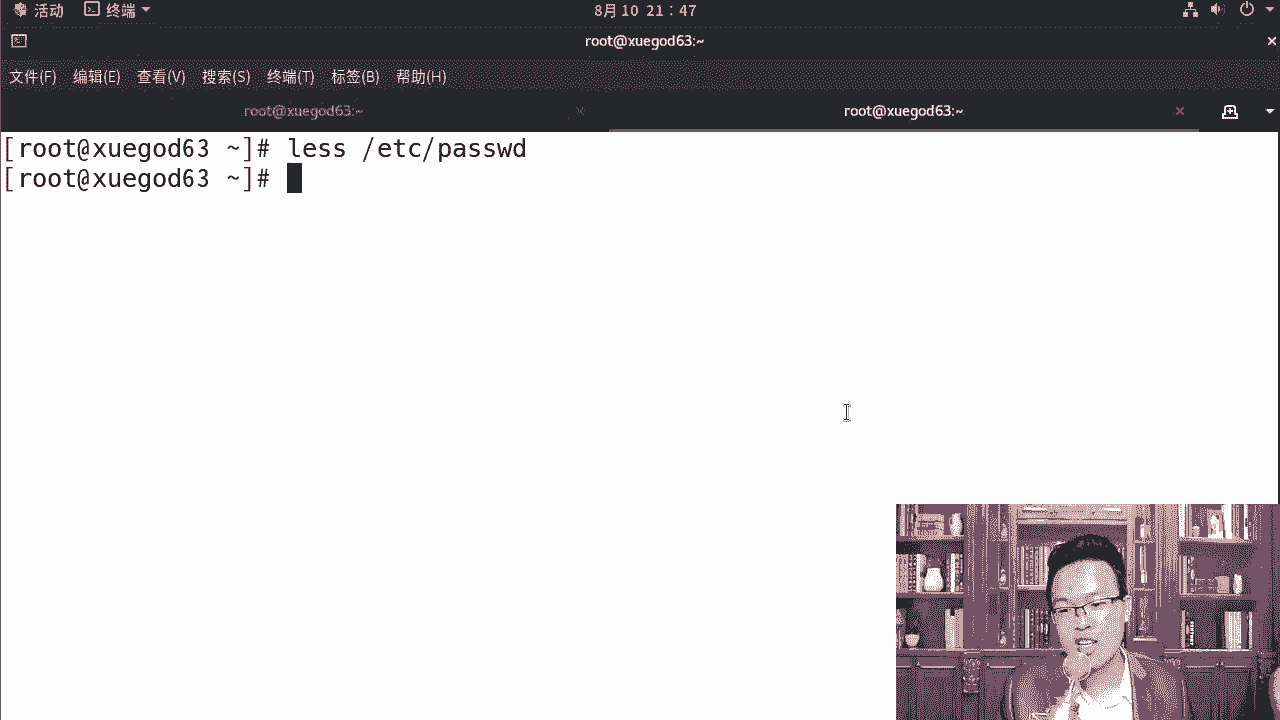 活动 终端 8月 10 21：47
root@xuegod63:~
文件(F) 编辑(E) 查看(V) 搜索(S) 终端(T) 标签(B) 帮助(H)
root@xuegod63:~ root@xuegod63:~
[root@xuegod63 ~]# less /etc/passwd
[root@xuegod63 ~]#